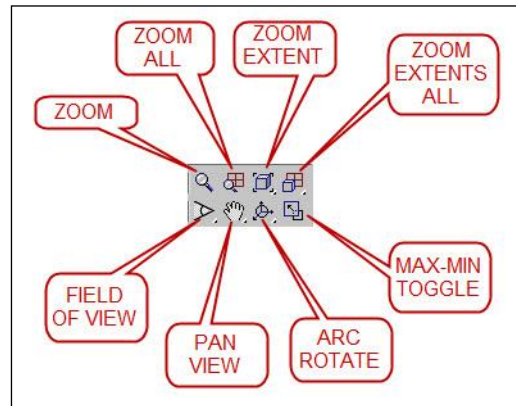 ZOOM
ZOOM
ALL
ZOOM
EXTENT
ZOOM
EXTENTS
ALL
FIELD
OF VIEW
PAN
VIEW
ARC
ROTATE
MAX-MIN
TOGGLE